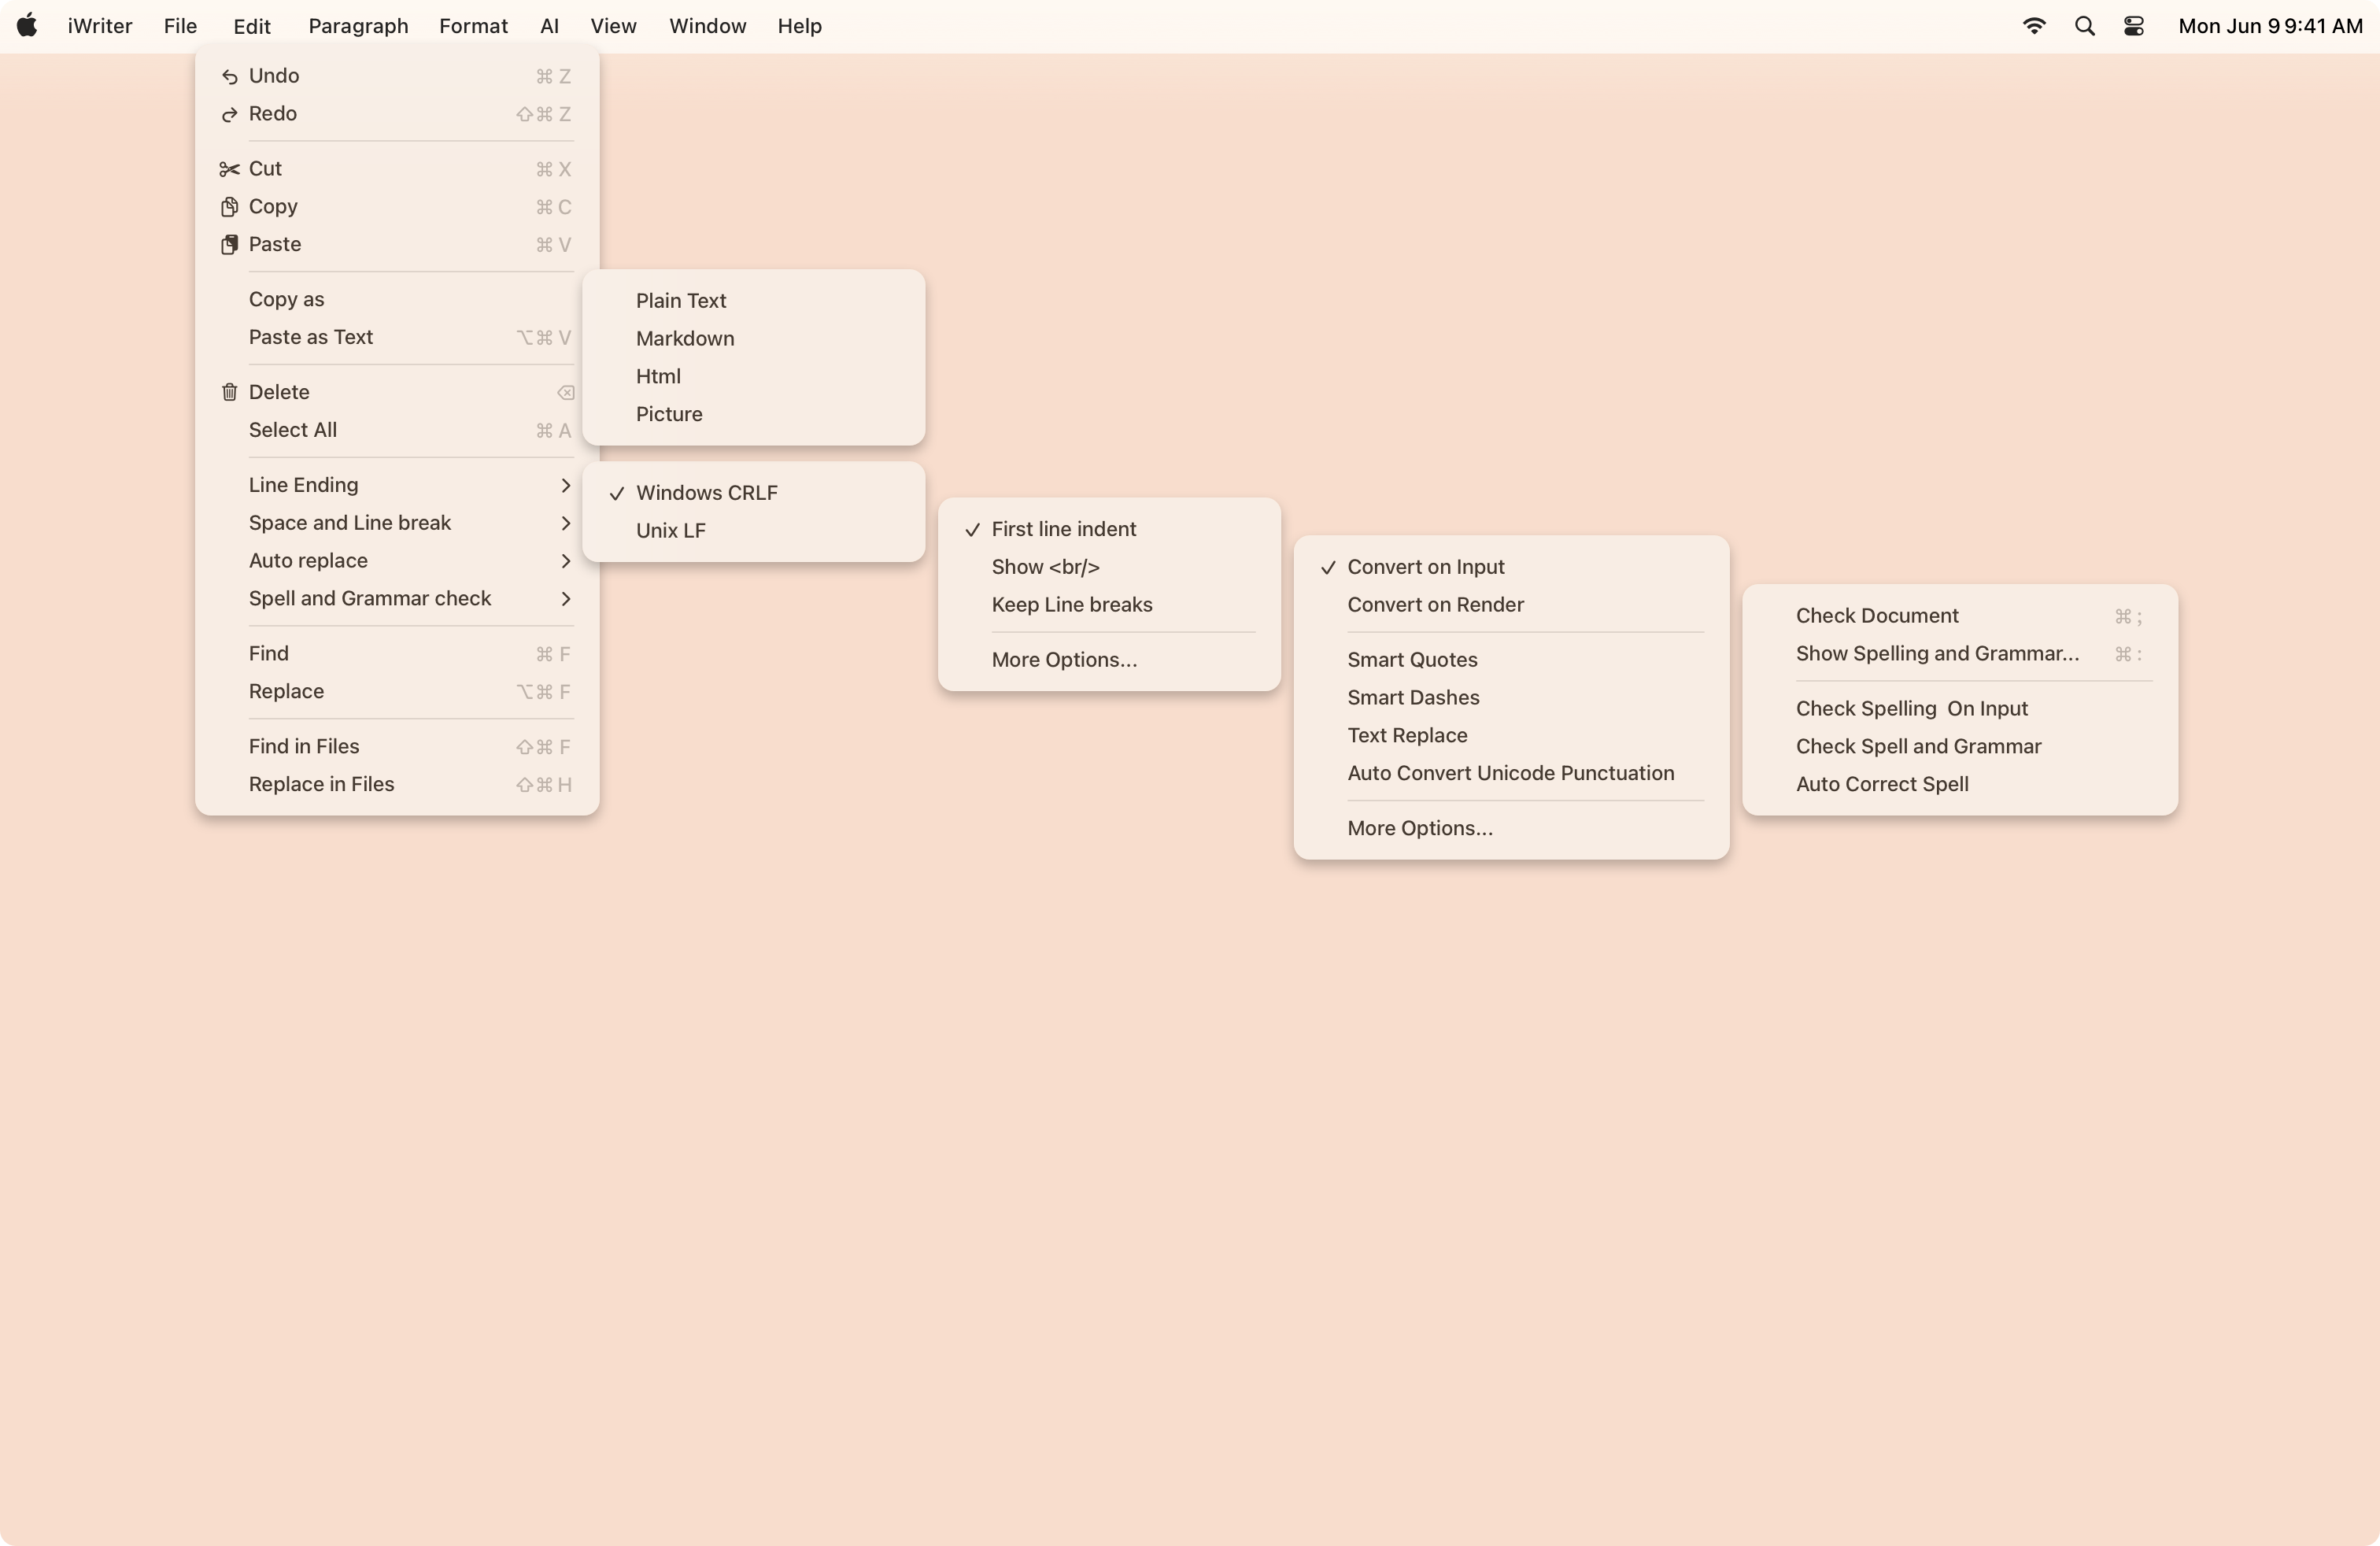 iWriter File Edit Paragraph Format AI View Window Help Mon Jun 9 9:41 AM
Undo ⌘ Z
Redo ⇧⌘ Z
Cut ⌘ X
Copy ⌘ C
Paste ⌘ V
Copy as
Paste as Text ⌥⌘ V
Delete ⌫
Select All ⌘ A
Line Ending
Space and Line break
Auto replace
Spell and Grammar check
Find ⌘ F
Replace ⌥⌘ F
Find in Files ⇧⌘ F
Replace in Files ⇧⌘ H
Plain Text
Markdown
Html
Picture
✓ Windows CRLF
Unix LF
✓ First line indent
Show <br/>
Keep Line breaks
More Options...
✓ Convert on Input
Convert on Render
Smart Quotes
Smart Dashes
Text Replace
Auto Convert Unicode Punctuation
More Options...
Check Document ⌘ ;
Show Spelling and Grammar... ⌘ :
Check Spelling  On Input
Check Spell and Grammar
Auto Correct Spell